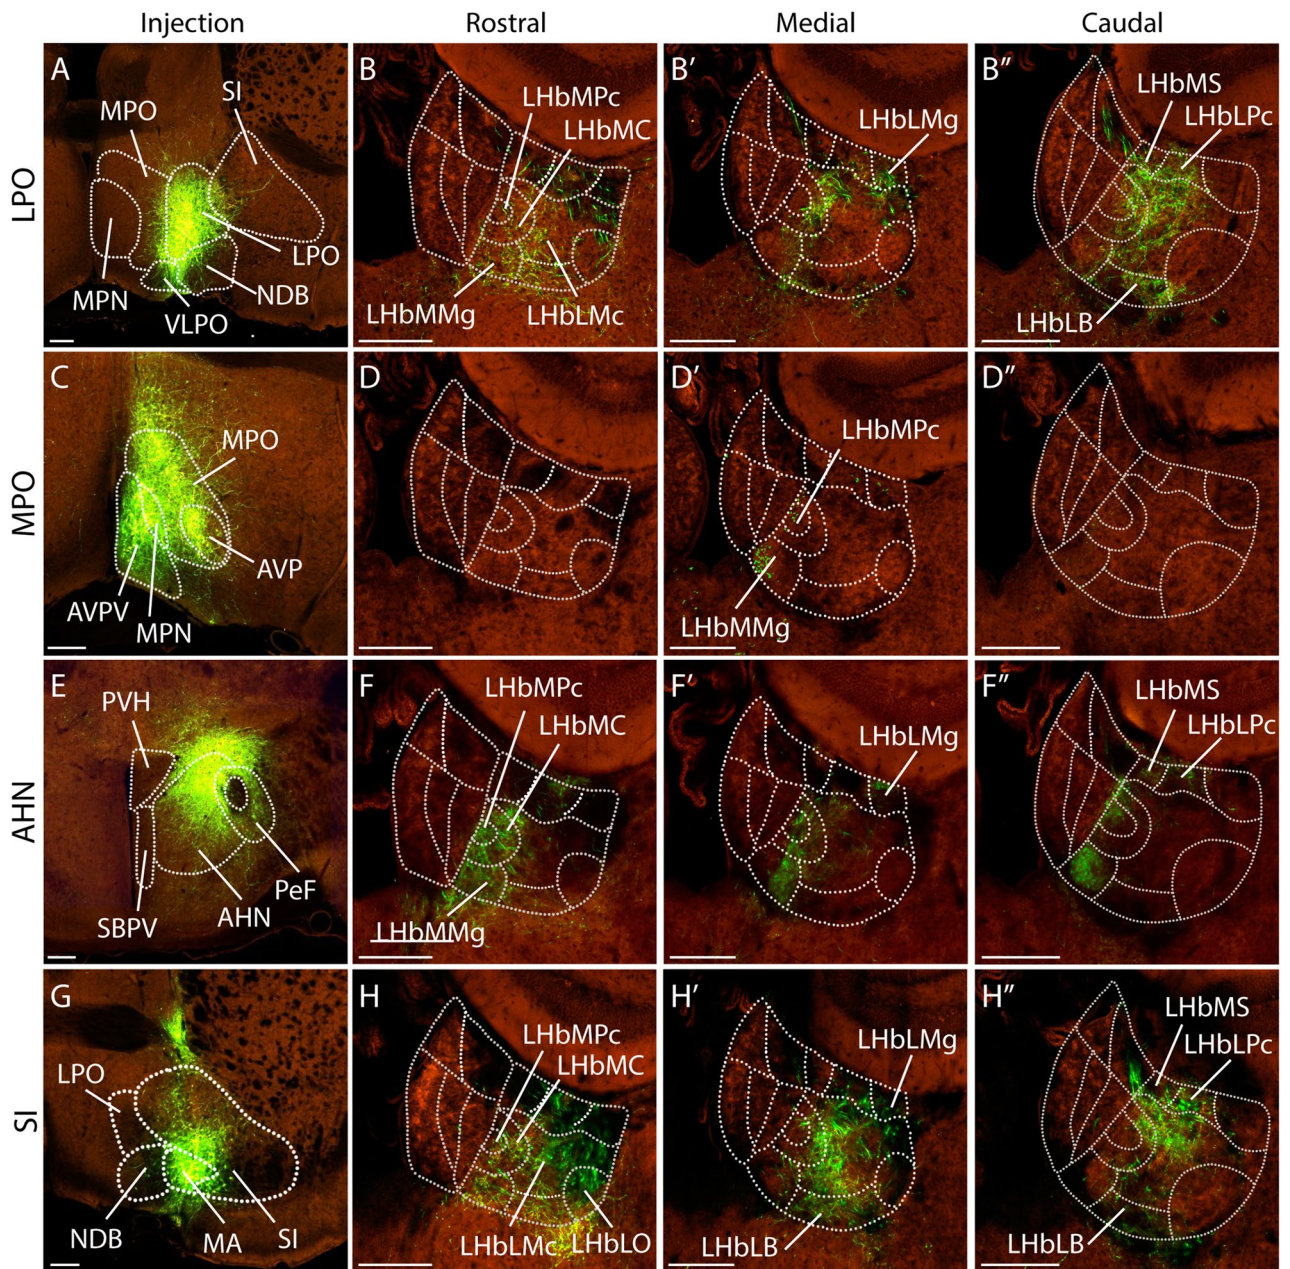 Injection
Rostral
Medial
Caudal
LPO
A
MPO
SI
MPN
VLPO
NDB
LPO
B
LHbMPc
LHbMC
LHbMMg
LHbLMc
B′
LHbLMg
B″
LHbMS
LHbLPc
LHbLB
MPO
C
MPO
AVP
AVPV
MPN
D
D′
LHbMPc
LHbMMg
D″
AHN
E
PVH
SBPV
AHN
PeF
F
LHbMPc
LHbMC
LHbMMg
F′
LHbLMg
F″
LHbMS
LHbLPc
SI
G
LPO
NDB
MA
SI
H
LHbMPc
LHbMC
LHbLMc
LHbLO
H′
LHbLMg
LHbLB
H″
LHbMS
LHbLPc
LHbLB